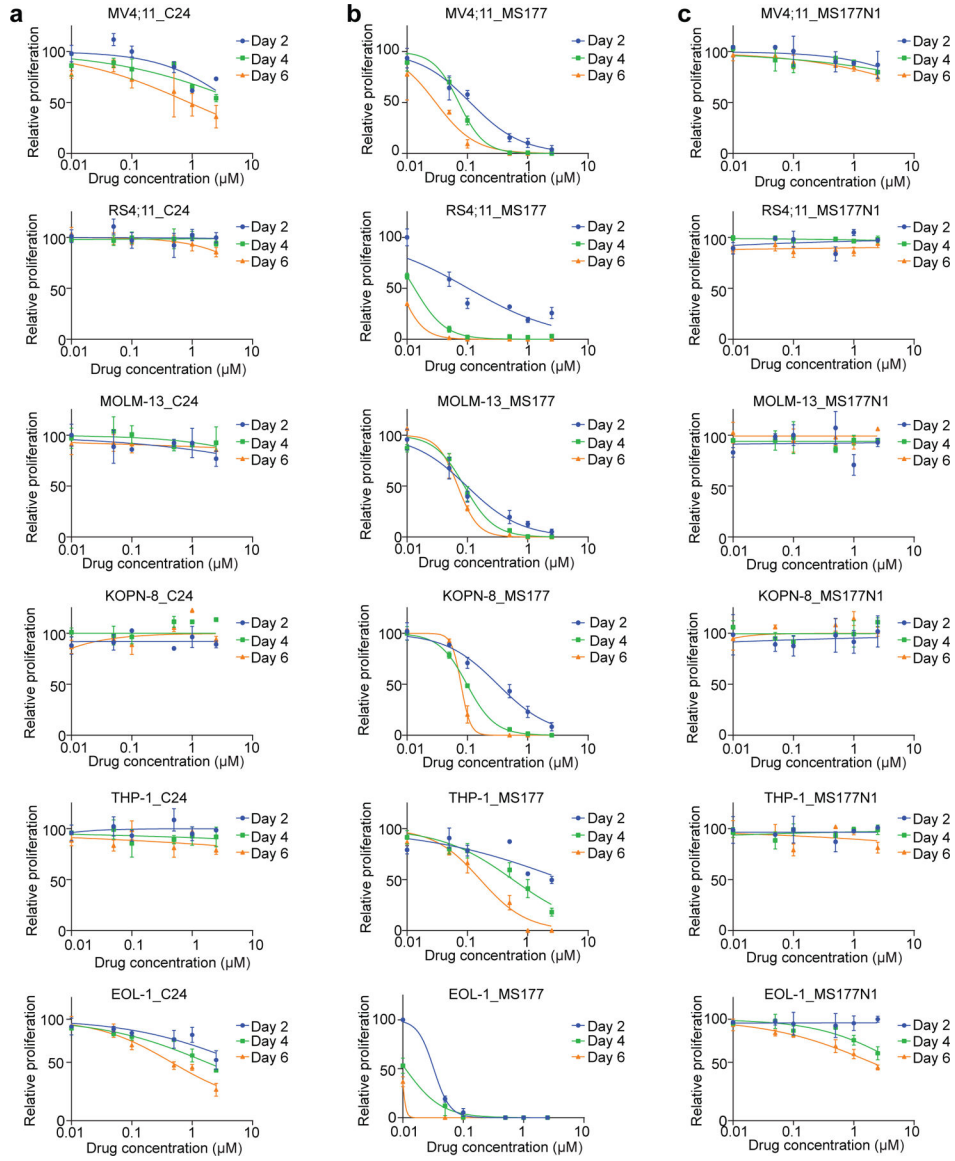 a
b
c
MV4;11_C24
Relative proliferation
100
50
0
0.01
0.1
1
10
Drug concentration (µM)
Day 2
Day 4
Day 6
MV4;11_MS177
Relative proliferation
100
50
0
0.01
0.1
1
10
Drug concentration (µM)
Day 2
Day 4
Day 6
MV4;11_MS177N1
Relative proliferation
100
50
0
0.01
0.1
1
10
Drug concentration (µM)
Day 2
Day 4
Day 6
RS4;11_C24
Relative proliferation
100
50
0
0.01
0.1
1
10
Drug concentration (µM)
Day 2
Day 4
Day 6
RS4;11_MS177
Relative proliferation
100
50
0
0.01
0.1
1
10
Drug concentration (µM)
Day 2
Day 4
Day 6
RS4;11_MS177N1
Relative proliferation
100
50
0
0.01
0.1
1
10
Drug concentration (µM)
Day 2
Day 4
Day 6
MOLM-13_C24
Relative proliferation
100
50
0
0.01
0.1
1
10
Drug concentration (µM)
Day 2
Day 4
Day 6
MOLM-13_MS177
Relative proliferation
100
50
0
0.01
0.1
1
10
Drug concentration (µM)
Day 2
Day 4
Day 6
MOLM-13_MS177N1
Relative proliferation
100
50
0
0.01
0.1
1
10
Drug concentration (µM)
Day 2
Day 4
Day 6
KOPN-8_C24
Relative proliferation
100
50
0
0.01
0.1
1
10
Drug concentration (µM)
Day 2
Day 4
Day 6
KOPN-8_MS177
Relative proliferation
100
50
0
0.01
0.1
1
10
Drug concentration (µM)
Day 2
Day 4
Day 6
KOPN-8_MS177N1
Relative proliferation
100
50
0
0.01
0.1
1
10
Drug concentration (µM)
Day 2
Day 4
Day 6
THP-1_C24
Relative proliferation
100
50
0
0.01
0.1
1
10
Drug concentration (µM)
Day 2
Day 4
Day 6
THP-1_MS177
Relative proliferation
100
50
0
0.01
0.1
1
10
Drug concentration (µM)
Day 2
Day 4
Day 6
THP-1_MS177N1
Relative proliferation
100
50
0
0.01
0.1
1
10
Drug concentration (µM)
Day 2
Day 4
Day 6
EOL-1_C24
Relative proliferation
100
50
0
0.01
0.1
1
10
Drug concentration (µM)
Day 2
Day 4
Day 6
EOL-1_MS177
Relative proliferation
100
50
0
0.01
0.1
1
10
Drug concentration (µM)
Day 2
Day 4
Day 6
EOL-1_MS177N1
Relative proliferation
100
50
0
0.01
0.1
1
10
Drug concentration (µM)
Day 2
Day 4
Day 6